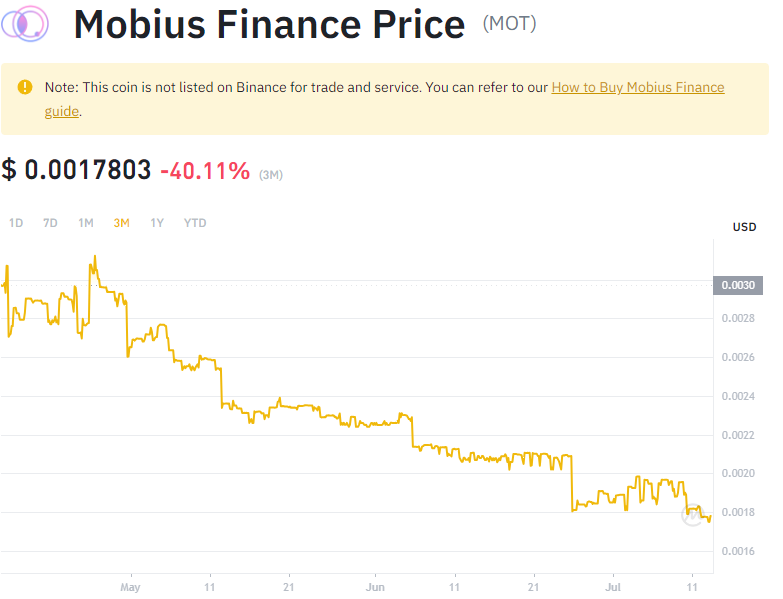 Mobius Finance Price (MOT)
Note: This coin is not listed on Binance for trade and service. You can refer to our How to Buy Mobius Finance
guide.
$ 0.0017803 -40.11% (3M)
1D 7D 1M 3M 1Y YTD
USD
0.0030
0.0028
0.0026
0.0024
0.0022
0.0020
0.0018
0.0016
May 11 21 Jun 11 21 Jul 11